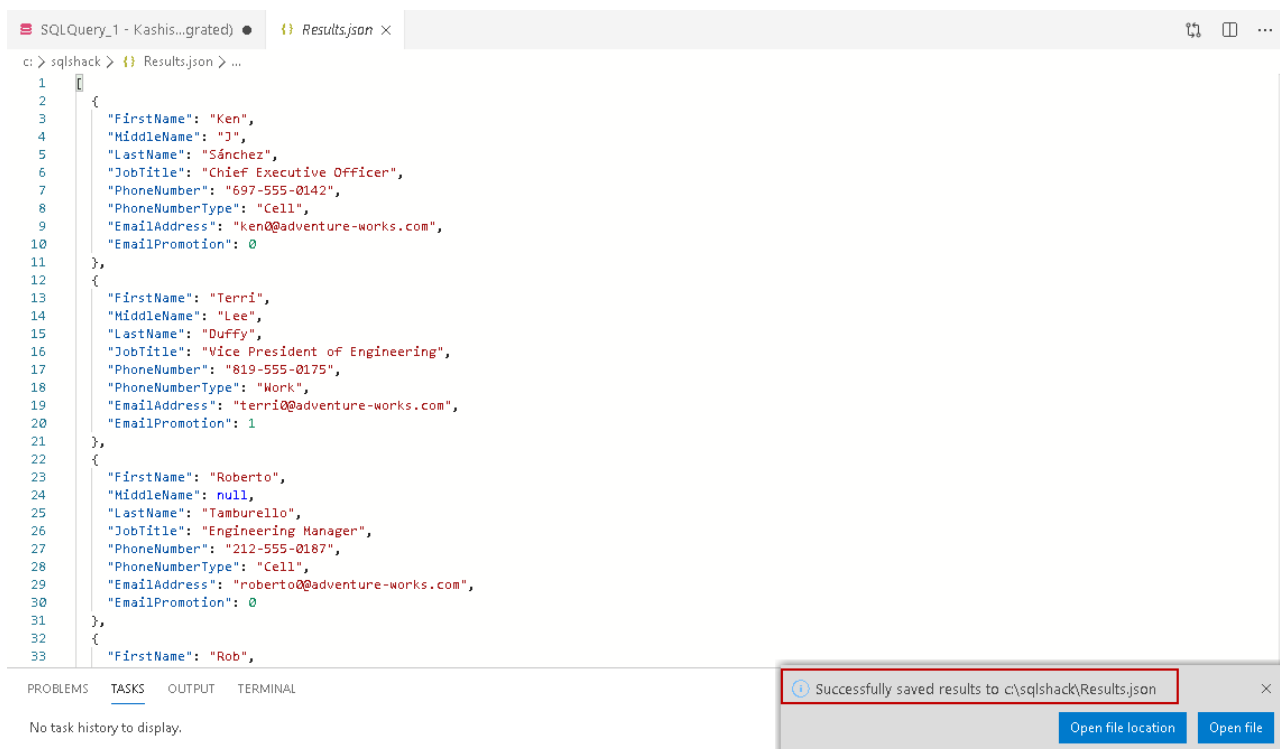 SQLQuery_1 - Kashis...grated) ●
{} Results.json ×
...
c: > sqlshack > {} Results.json > ...
1 [
2 {
3 "FirstName": "Ken",
4 "MiddleName": "J",
5 "LastName": "Sánchez",
6 "JobTitle": "Chief Executive Officer",
7 "PhoneNumber": "697-555-0142",
8 "PhoneNumberType": "Cell",
9 "EmailAddress": "ken0@adventure-works.com",
10 "EmailPromotion": 0
11 },
12 {
13 "FirstName": "Terri",
14 "MiddleName": "Lee",
15 "LastName": "Duffy",
16 "JobTitle": "Vice President of Engineering",
17 "PhoneNumber": "819-555-0175",
18 "PhoneNumberType": "Work",
19 "EmailAddress": "terri0@adventure-works.com",
20 "EmailPromotion": 1
21 },
22 {
23 "FirstName": "Roberto",
24 "MiddleName": null,
25 "LastName": "Tamburello",
26 "JobTitle": "Engineering Manager",
27 "PhoneNumber": "212-555-0187",
28 "PhoneNumberType": "Cell",
29 "EmailAddress": "roberto0@adventure-works.com",
30 "EmailPromotion": 0
31 },
32 {
33 "FirstName": "Rob",
PROBLEMS TASKS OUTPUT TERMINAL
No task history to display.
Successfully saved results to c:\sqlshack\Results.json
Open file location
Open file